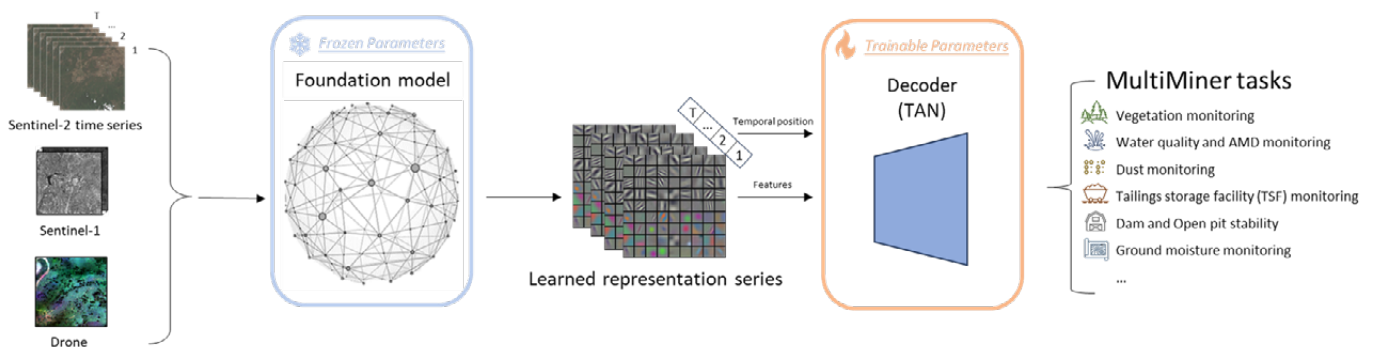 T
...
2
1
Sentinel-2 time series
Sentinel-1
Drone
Frozen Parameters
Foundation model
T
...
2
1
Learned representation series
Temporal position
Features
Trainable Parameters
Decoder
(TAN)
MultiMiner tasks
Vegetation monitoring
Water quality and AMD monitoring
Dust monitoring
Tailings storage facility (TSF) monitoring
Dam and Open pit stability
Ground moisture monitoring
...